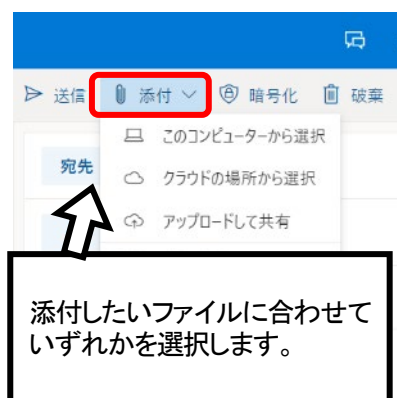 送信 添付 暗号化 破棄
このコンピューターから選択
宛先
クラウドの場所から選択
アップロードして共有
添付したいファイルに合わせて
いずれかを選択します。